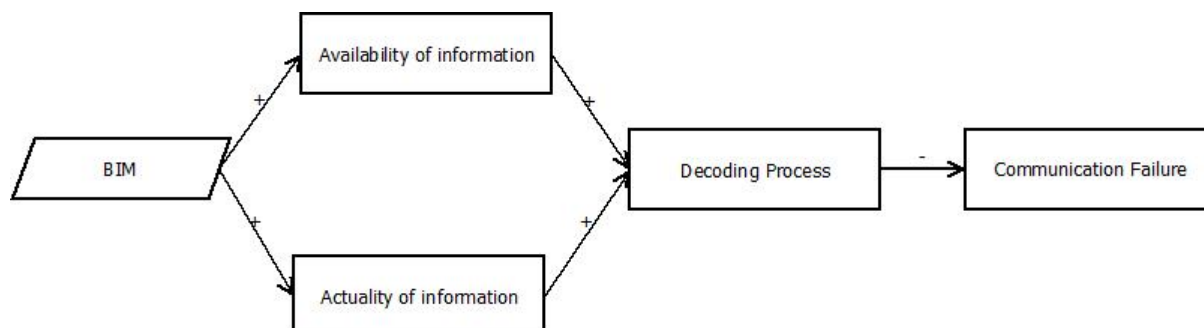 Availability of information
+
+
BIM
Decoding Process
-
Communication Failure
+
+
Actuality of information